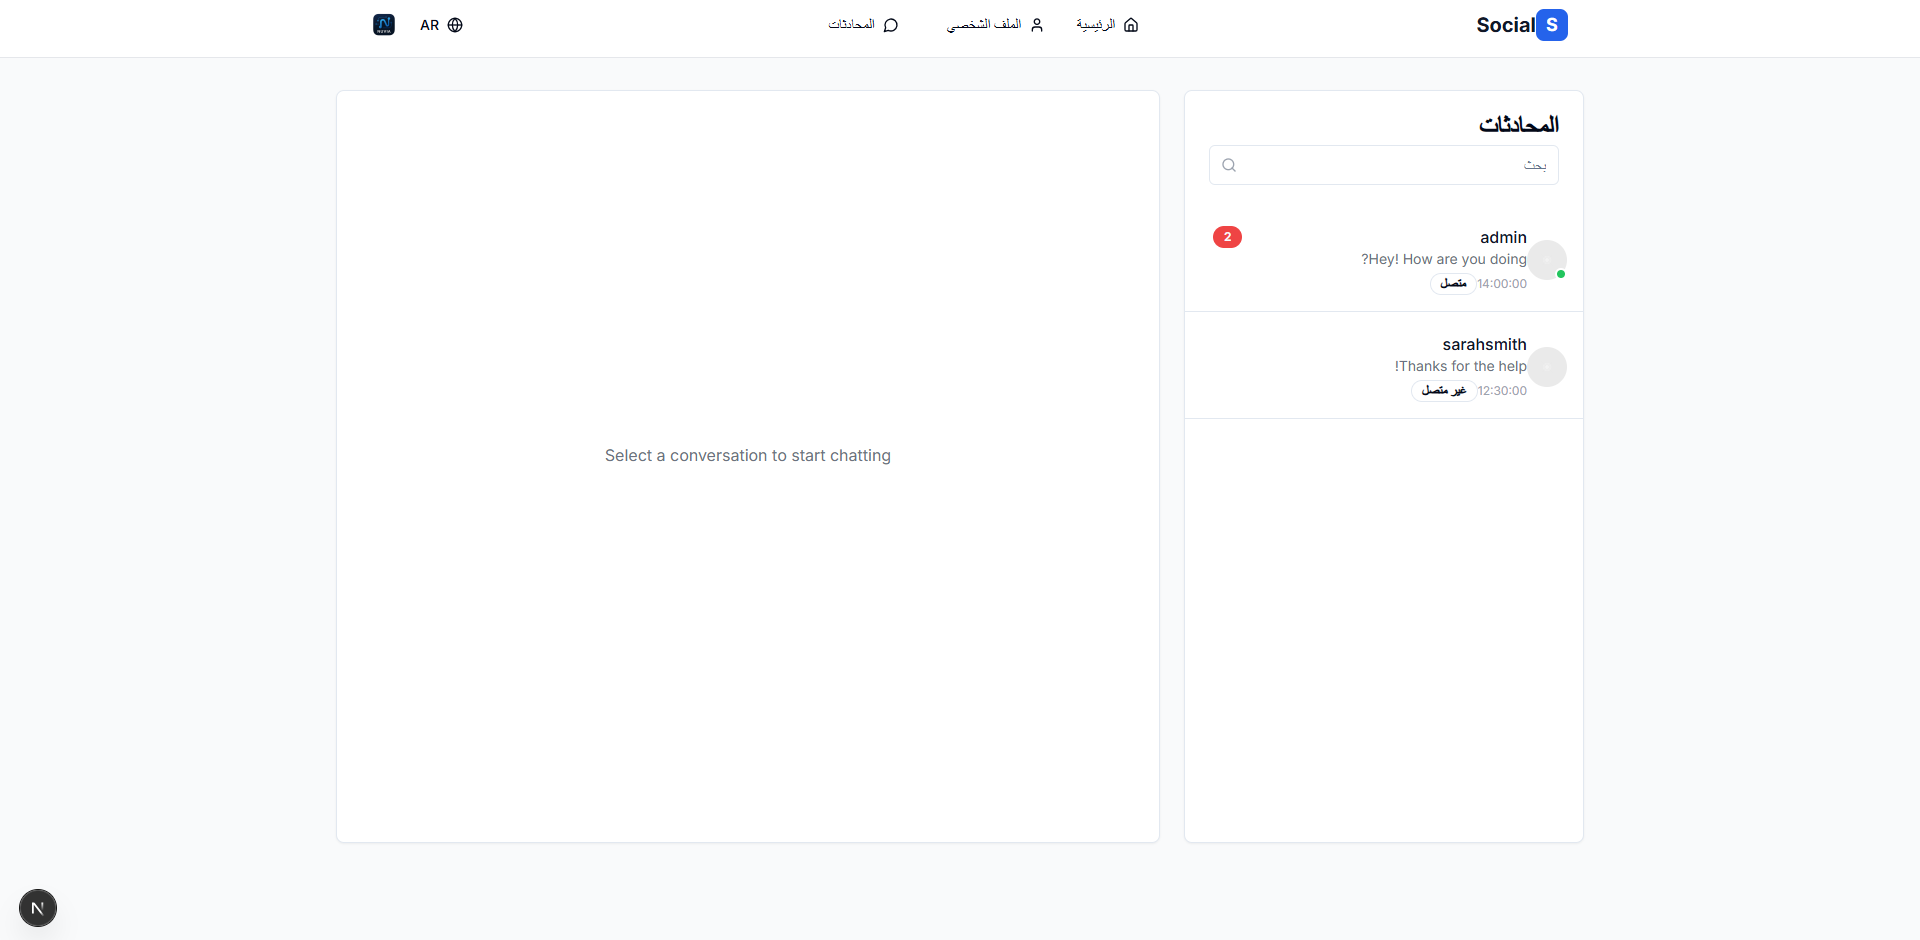 Social S
الرئيسية
الملف الشخصي
المحادثات
AR
NUVIA
المحادثات
بحث
admin
2
Hey! How are you doing?
14:00:00 متصل
sarahsmith
Thanks for the help!
12:30:00 غير متصل
Select a conversation to start chatting
N